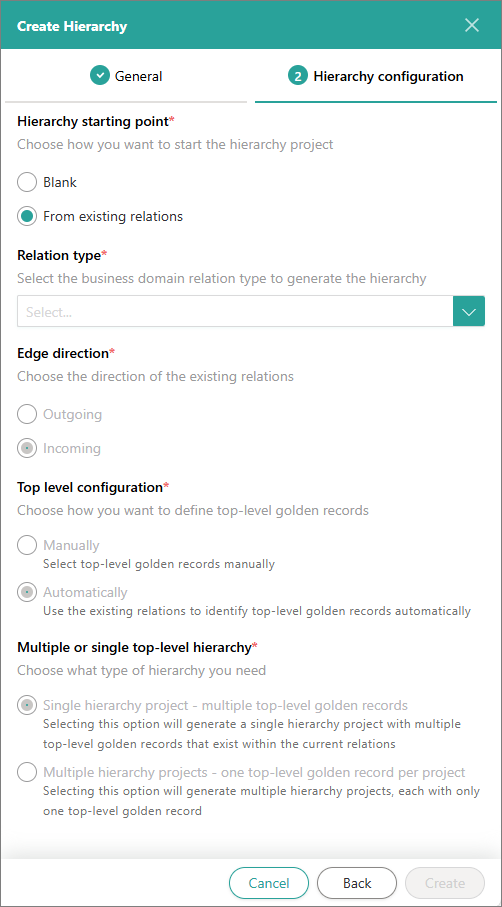 Create Hierarchy
General
2 Hierarchy configuration
Hierarchy starting point*
Choose how you want to start the hierarchy project
Blank
From existing relations
Relation type*
Select the business domain relation type to generate the hierarchy
Select...
Edge direction*
Choose the direction of the existing relations
Outgoing
Incoming
Top level configuration*
Choose how you want to define top-level golden records
Manually
Select top-level golden records manually
Automatically
Use the existing relations to identify top-level golden records automatically
Multiple or single top-level hierarchy*
Choose what type of hierarchy you need
Single hierarchy project - multiple top-level golden records
Selecting this option will generate a single hierarchy project with multiple
top-level golden records that exist within the current relations
Multiple hierarchy projects - one top-level golden record per project
Selecting this option will generate multiple hierarchy projects, each with only
one top-level golden record
Cancel
Back
Create